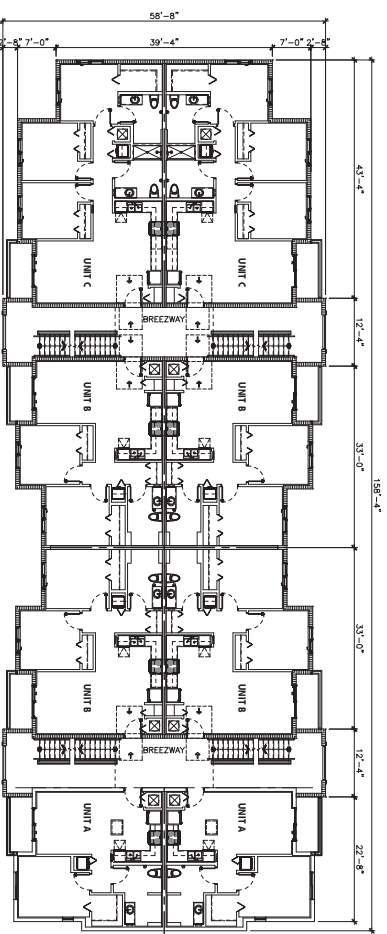 58'-8"
2'-8" 7'-0" 39'-4" 7'-0" 2'-8"
43'-4"
UNIT C UNIT C
BREEZWAY
12'-4"
UNIT B UNIT B
33'-0"
158'-4"
33'-0"
UNIT B UNIT B
BREEZWAY
12'-4"
UNIT A UNIT A
22'-8"